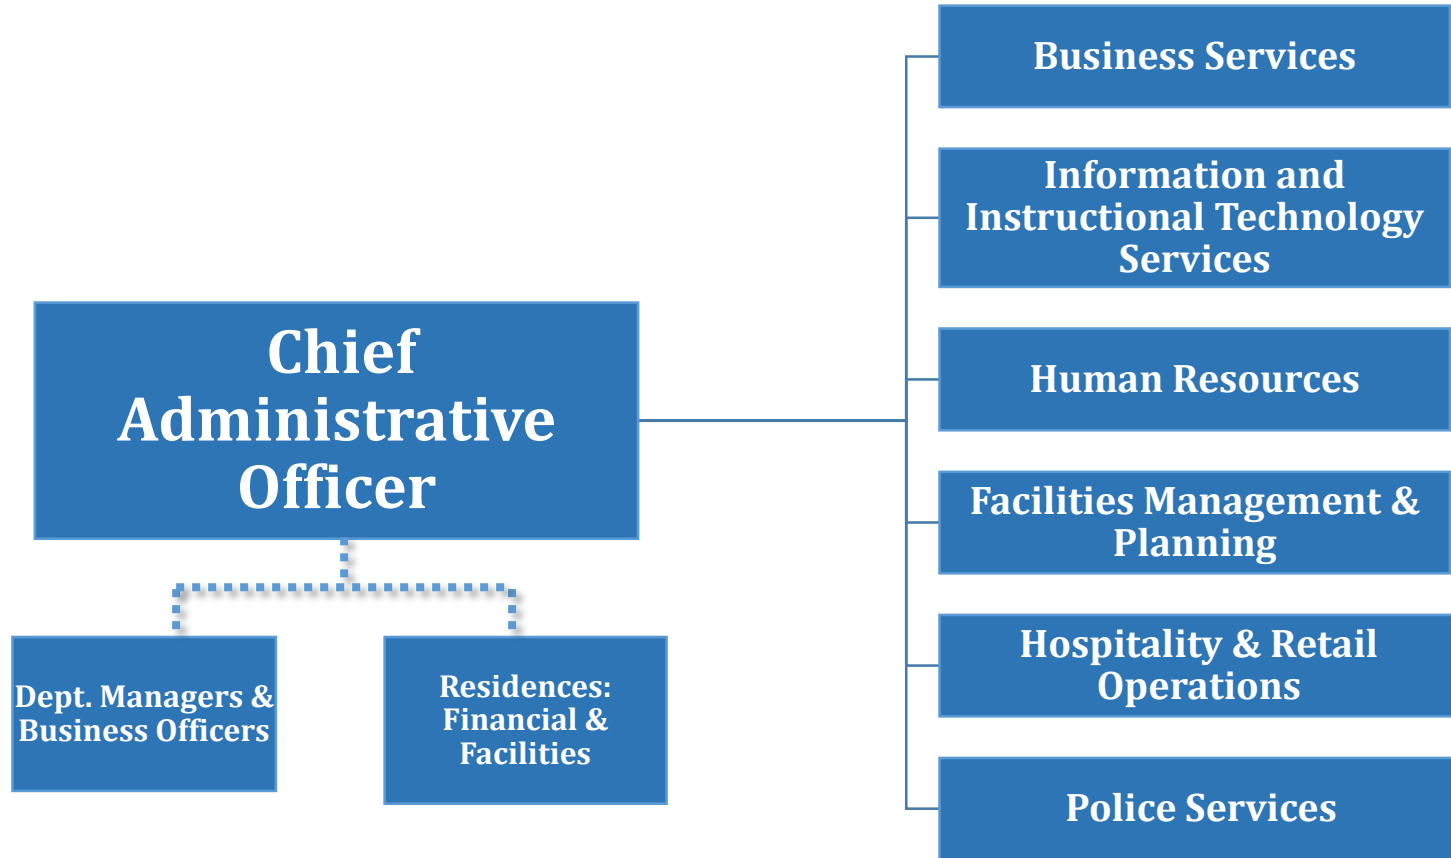 Business Services
Information and
Instructional Technology
Services
Chief
Administrative
Officer
Human Resources
Facilities Management &
Planning
Hospitality & Retail
Operations
Police Services
Dept. Managers &
Business Officers
Residences:
Financial &
Facilities